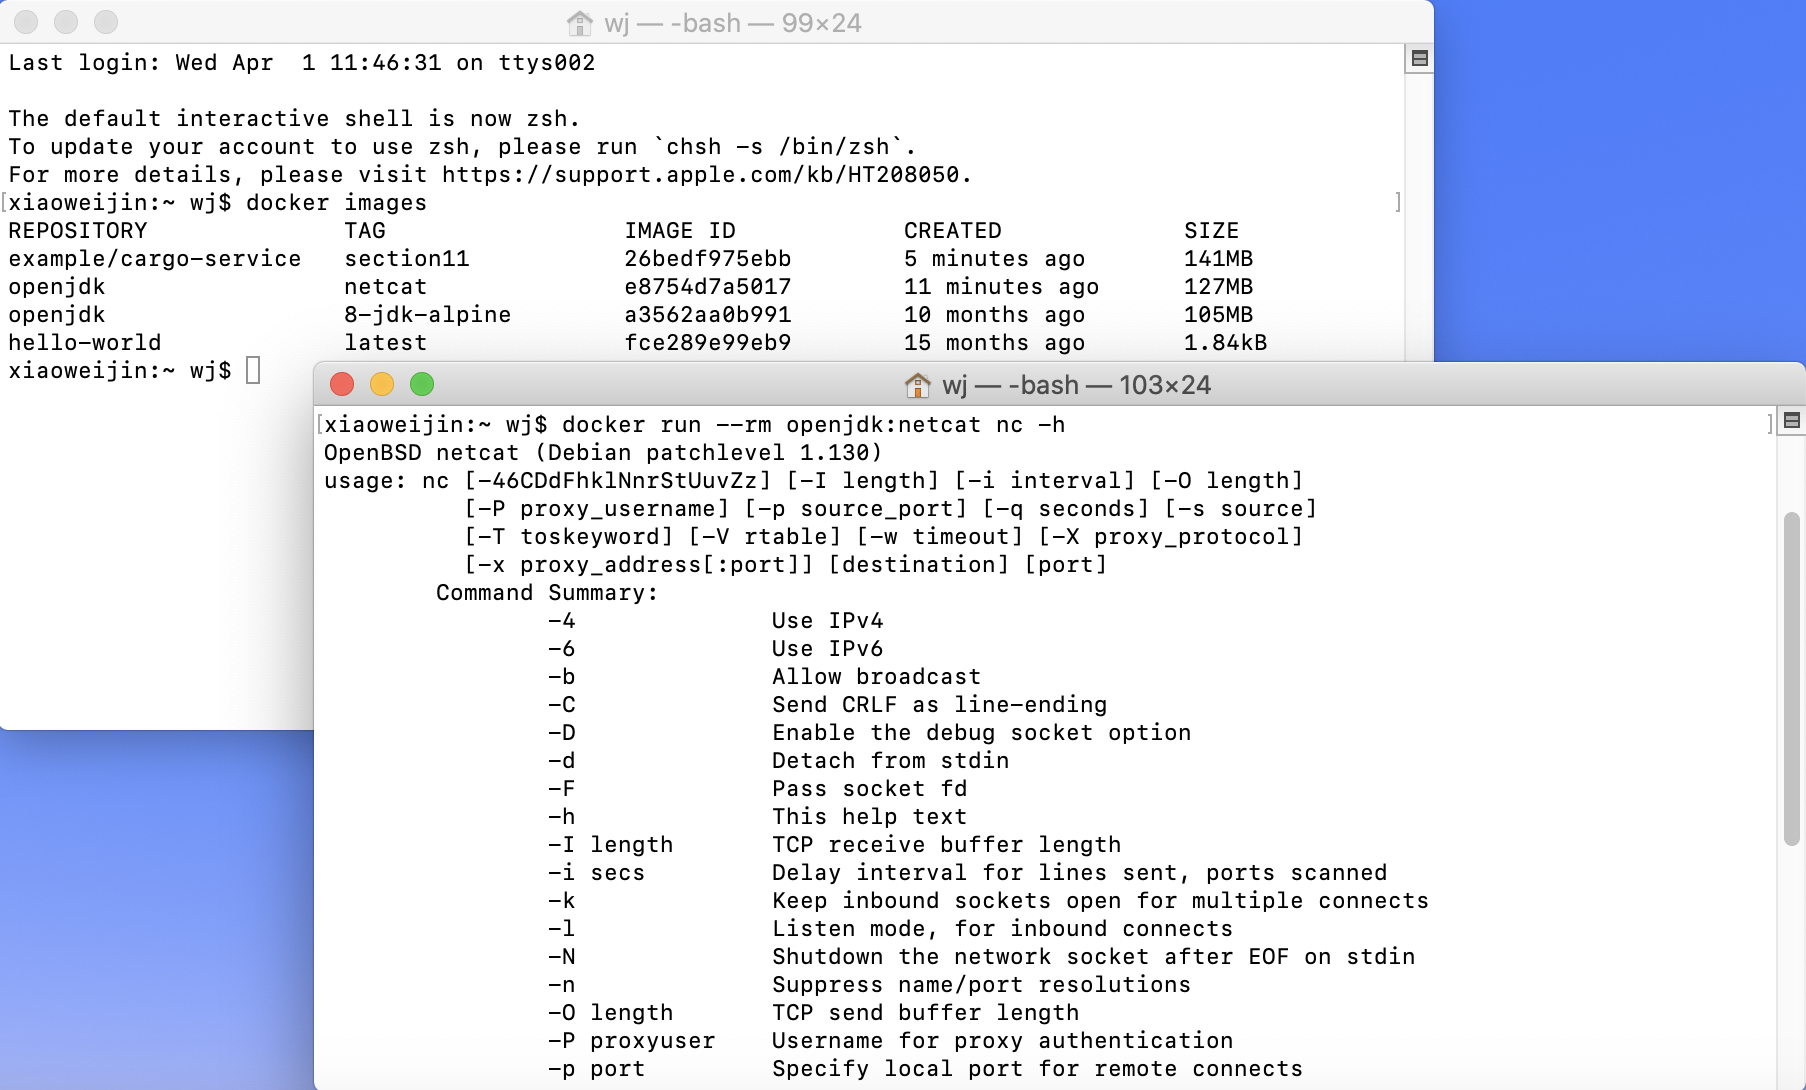 wj — -bash — 99×24
Last login: Wed Apr  1 11:46:31 on ttys002
The default interactive shell is now zsh.
To update your account to use zsh, please run `chsh -s /bin/zsh`.
For more details, please visit https://support.apple.com/kb/HT208050.
[xiaoweijin:~ wj$ docker images ]
REPOSITORY TAG IMAGE ID CREATED SIZE
example/cargo-service section11 26bedf975ebb 5 minutes ago 141MB
openjdk netcat e8754d7a5017 11 minutes ago 127MB
openjdk 8-jdk-alpine a3562aa0b991 10 months ago 105MB
hello-world latest fce289e99eb9 15 months ago 1.84kB
xiaoweijin:~ wj$
wj — -bash — 103×24
[xiaoweijin:~ wj$ docker run --rm openjdk:netcat nc -h ]
OpenBSD netcat (Debian patchlevel 1.130)
usage: nc [-46CDdFhklNnrStUuvZz] [-I length] [-i interval] [-O length]
[-P proxy_username] [-p source_port] [-q seconds] [-s source]
[-T toskeyword] [-V rtable] [-w timeout] [-X proxy_protocol]
[-x proxy_address[:port]] [destination] [port]
Command Summary:
-4 Use IPv4
-6 Use IPv6
-b Allow broadcast
-C Send CRLF as line-ending
-D Enable the debug socket option
-d Detach from stdin
-F Pass socket fd
-h This help text
-I length TCP receive buffer length
-i secs Delay interval for lines sent, ports scanned
-k Keep inbound sockets open for multiple connects
-l Listen mode, for inbound connects
-N Shutdown the network socket after EOF on stdin
-n Suppress name/port resolutions
-O length TCP send buffer length
-P proxyuser Username for proxy authentication
-p port Specify local port for remote connects